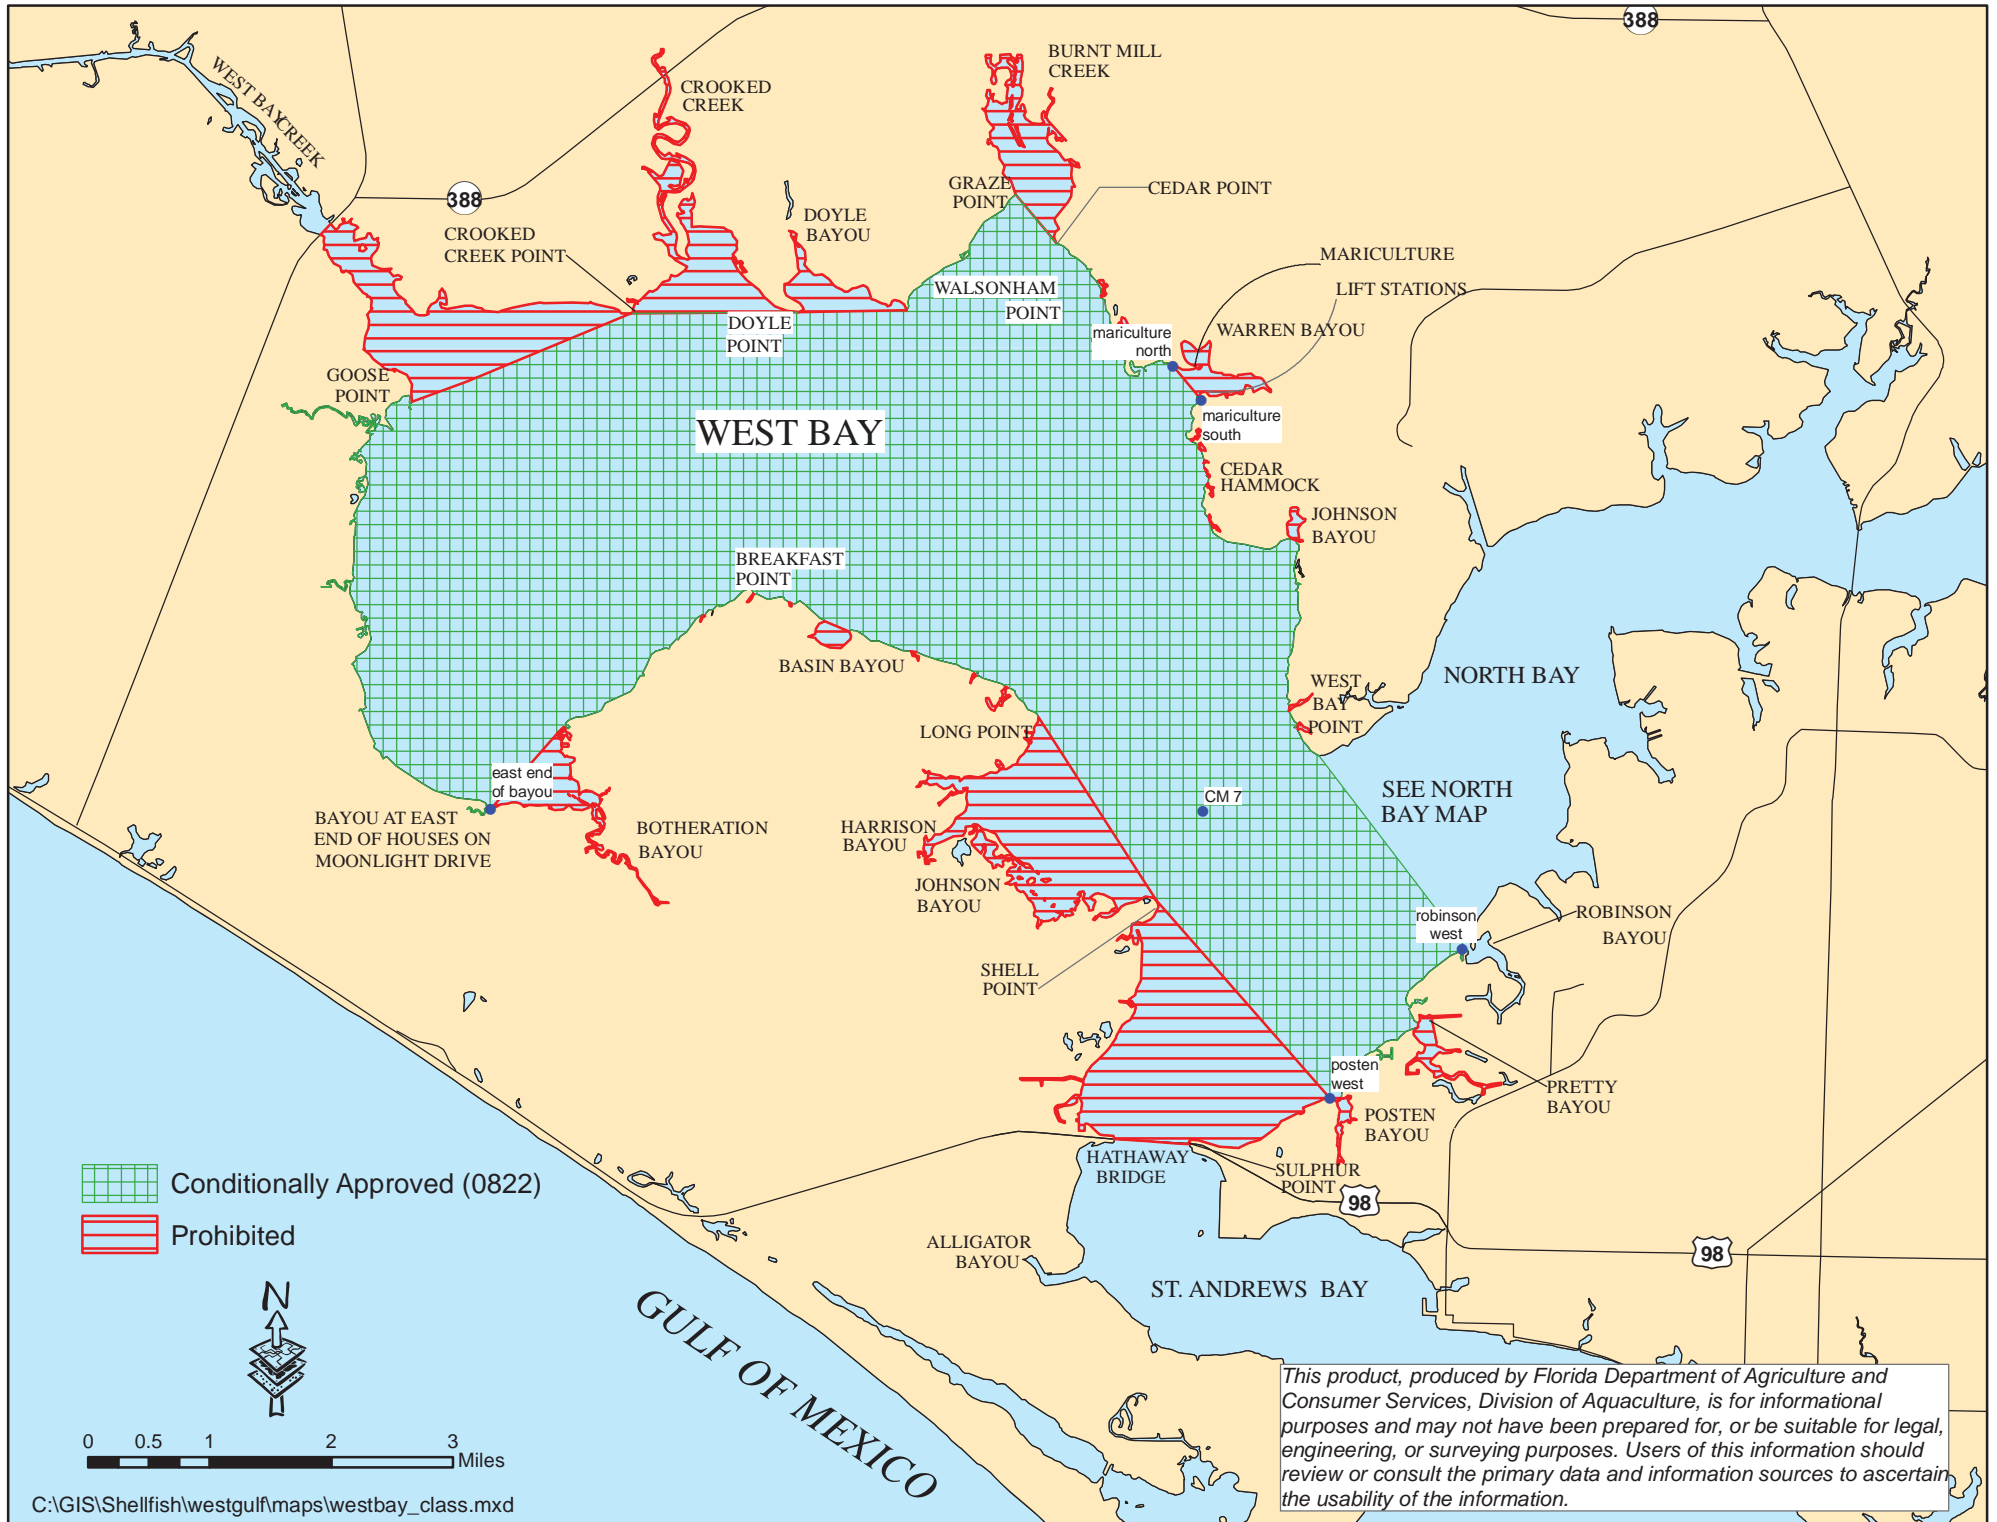 388
BURNT MILL
CREEK
WEST BAY CREEK
CROOKED
CREEK
GRAZE
POINT
CEDAR POINT
388
DOYLE
BAYOU
CROOKED
CREEK POINT
MARICULTURE
LIFT STATIONS
WALSONHAM
POINT
DOYLE
POINT
mariculture
north
WARREN BAYOU
GOOSE
POINT
mariculture
south
WEST BAY
CEDAR
HAMMOCK
JOHNSON
BAYOU
BREAKFAST
POINT
BASIN BAYOU
NORTH BAY
WEST
BAY
POINT
LONG POINT
east end
of bayou
SEE NORTH
BAY MAP
CM 7
BAYOU AT EAST
END OF HOUSES ON
MOONLIGHT DRIVE
BOTHERATION
BAYOU
HARRISON
BAYOU
JOHNSON
BAYOU
robinson
west
ROBINSON
BAYOU
SHELL
POINT
posten
west
PRETTY
BAYOU
POSTEN
BAYOU
HATHAWAY
BRIDGE
SULPHUR
POINT
98
98
Conditionally Approved (0822)
Prohibited
ALLIGATOR
BAYOU
ST. ANDREWS BAY
GULF OF MEXICO
N
0 0.5 1 2 3
Miles
C:\GIS\Shellfish\westgulf\maps\westbay_class.mxd
This product, produced by Florida Department of Agriculture and
Consumer Services, Division of Aquaculture, is for informational
purposes and may not have been prepared for, or be suitable for legal,
engineering, or surveying purposes. Users of this information should
review or consult the primary data and information sources to ascertain
the usability of the information.